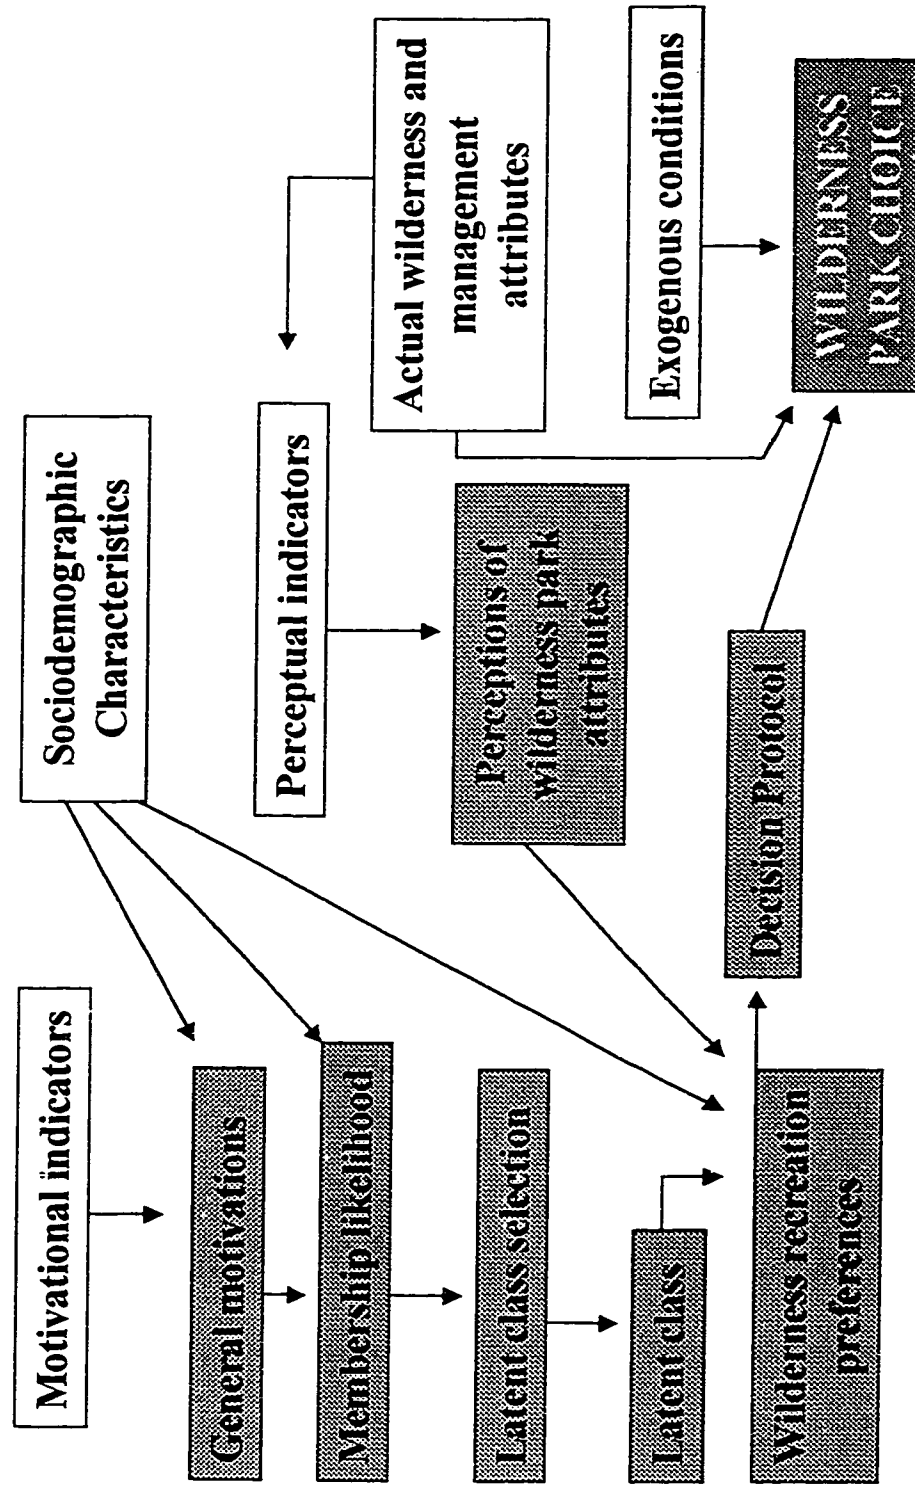 Motivational indicators
Sociodemographic
Characteristics
General motivations
Membership likelihood
Perceptual indicators
Actual wilderness and
management
attributes
Latent class selection
Perceptions of
wilderness park
attributes
Latent class
Exogenous conditions
Wilderness recreation
preferences
Decision Protocol
WILDERNESS
PARK CHOICE